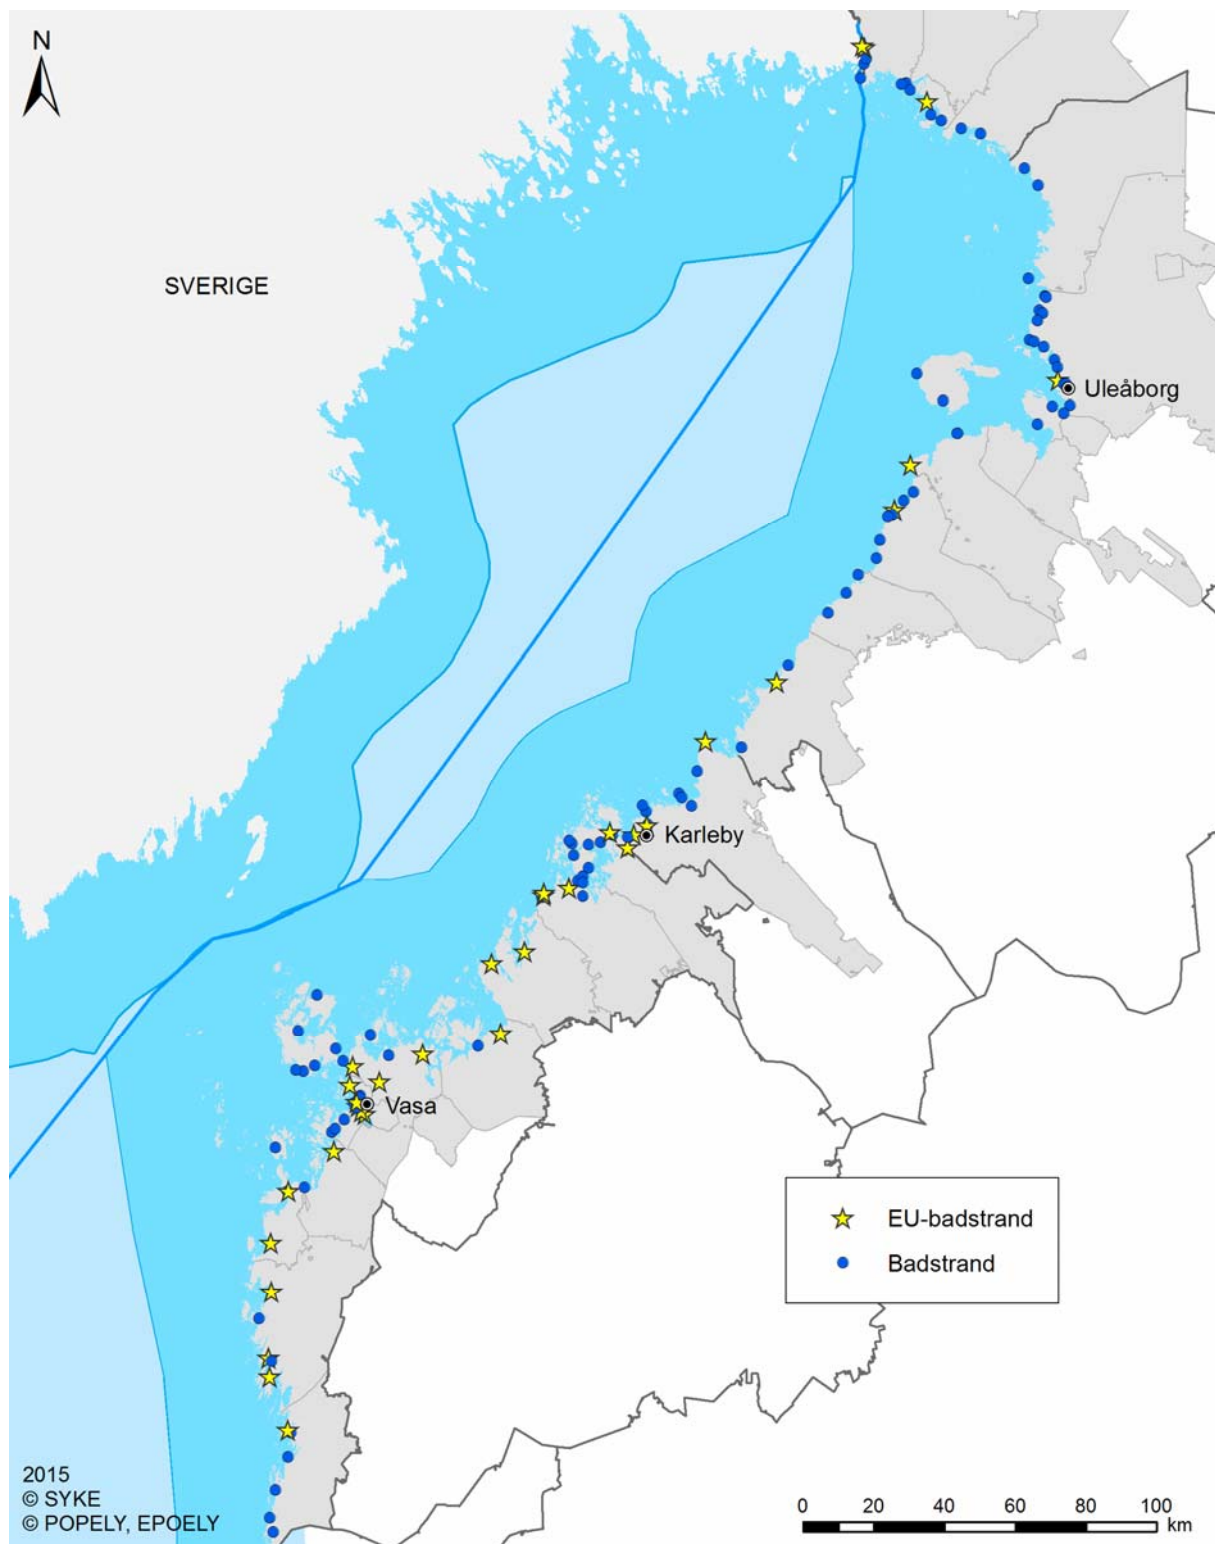 N
SVERIGE
Uleåborg
Karleby
Vasa
EU-badstrand
Badstrand
2015
© SYKE
© POPELY, EPOELY
0 20 40 60 80 100
km